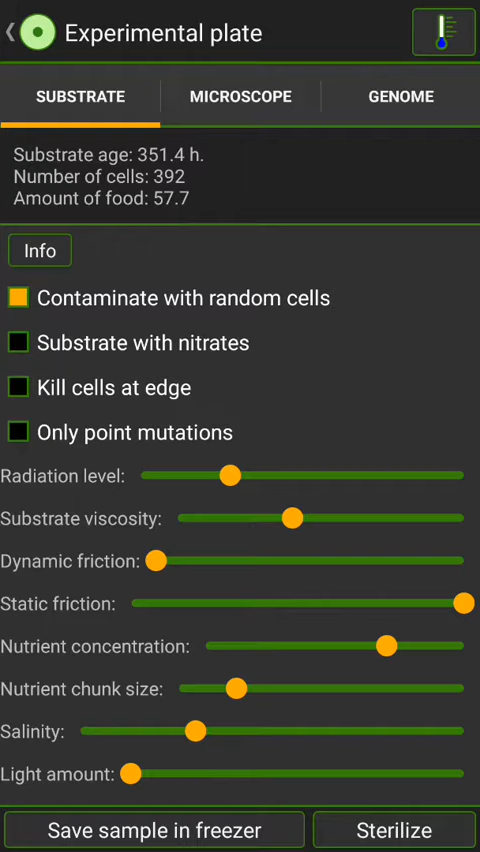 Experimental plate
SUBSTRATE MICROSCOPE GENOME
Substrate age: 351.4 h.
Number of cells: 392
Amount of food: 57.7
Info
Contaminate with random cells
Substrate with nitrates
Kill cells at edge
Only point mutations
Radiation level:
Substrate viscosity:
Dynamic friction:
Static friction:
Nutrient concentration:
Nutrient chunk size:
Salinity:
Light amount:
Save sample in freezer Sterilize